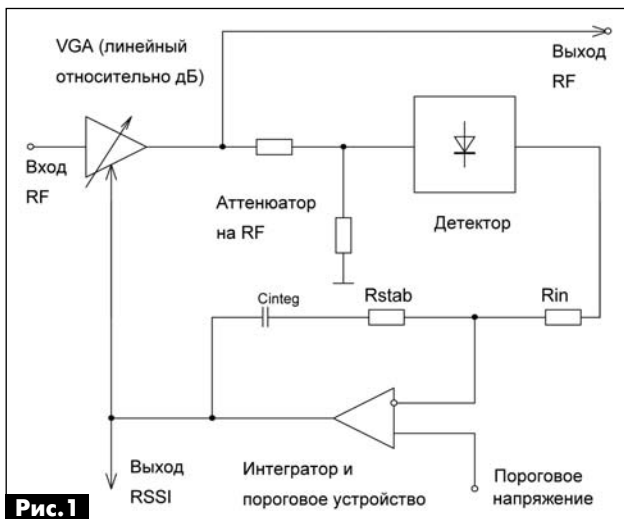 VGA (линейный
относительно дБ)
Выход
RF
Вход
RF
Аттенюатор
на RF
Детектор
Cinteg
Rstab
Rin
Выход
RSSI
Интегратор и
пороговое устройство
Пороговое
напряжение
Рис.1